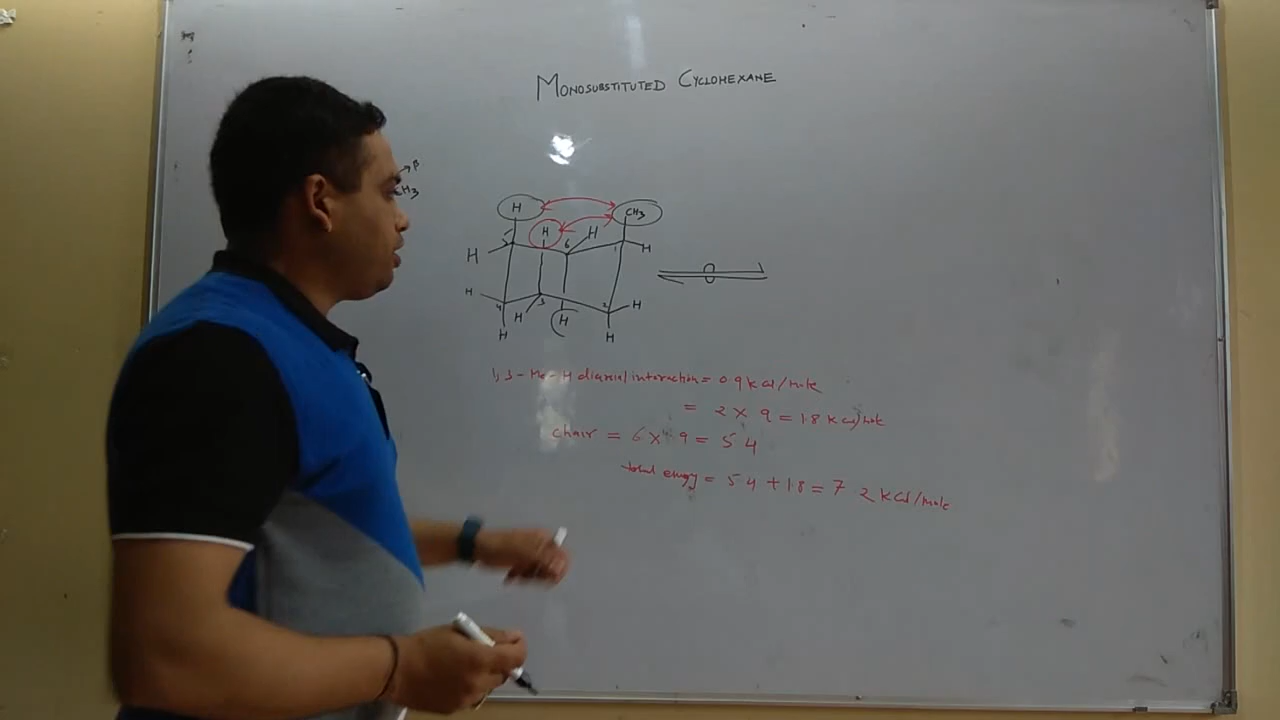 MONOSUBSTITUTED CYCLOHEXANE
β
CH3
H CH3
H 6 H
H 5 1 H
H 4 3 2 H
H H
H H
1,3-Me-H diaxial interaction = 0.9 kcal/mole
= 2 x 9 = 1.8 kcal/mole
chair = 6 x 9 = 5 4
total energy = 5 4 + 1.8 = 7 2 kcal/mole